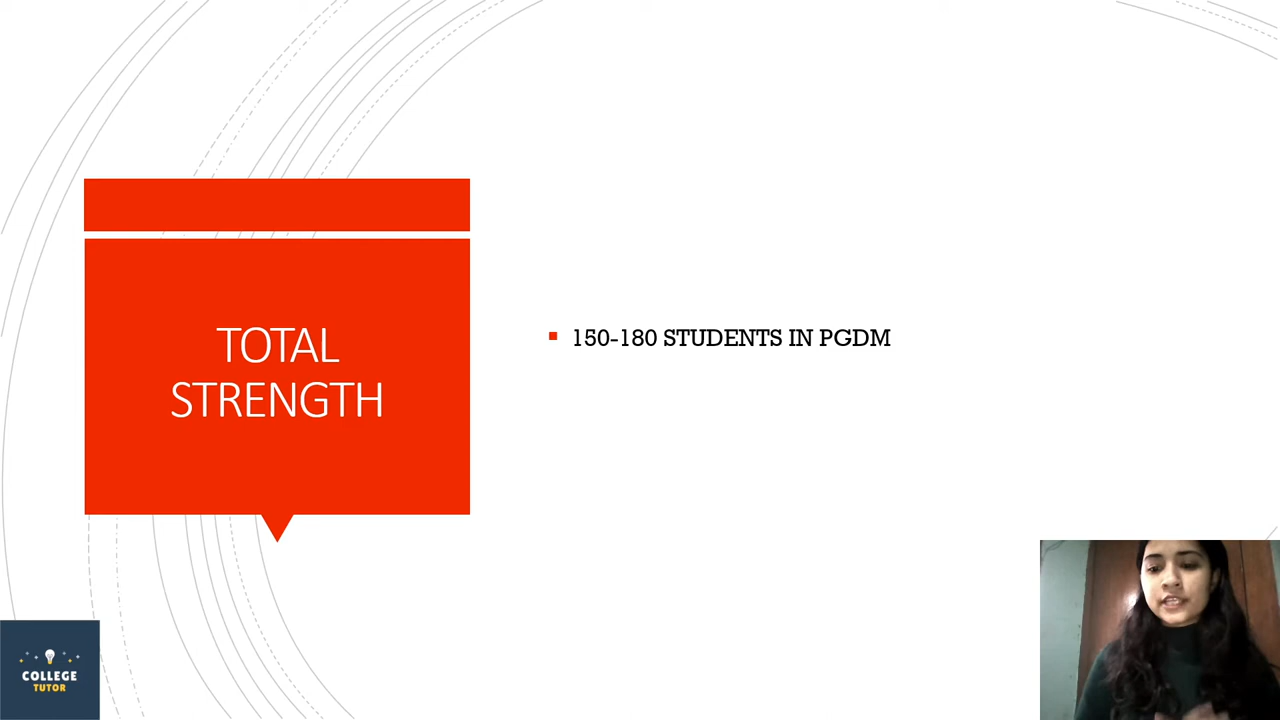 TOTAL
STRENGTH
150-180 STUDENTS IN PGDM
COLLEGE
TUTOR